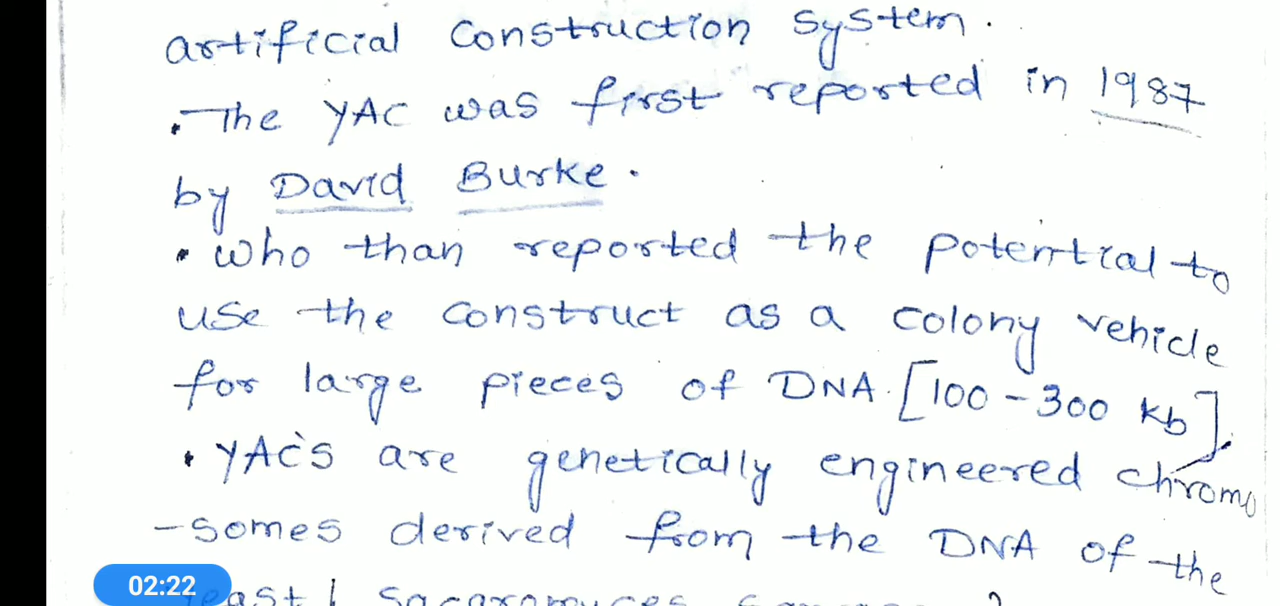 artificial construction system.
• The YAC was first reported in 1987
by David Burke.
• who than reported the potential to
use the construct as a colony vehicle
for large pieces of DNA. [100-300 Kb].
• YAC's are genetically engineered chromo
-somes derived from the DNA of the
02:22